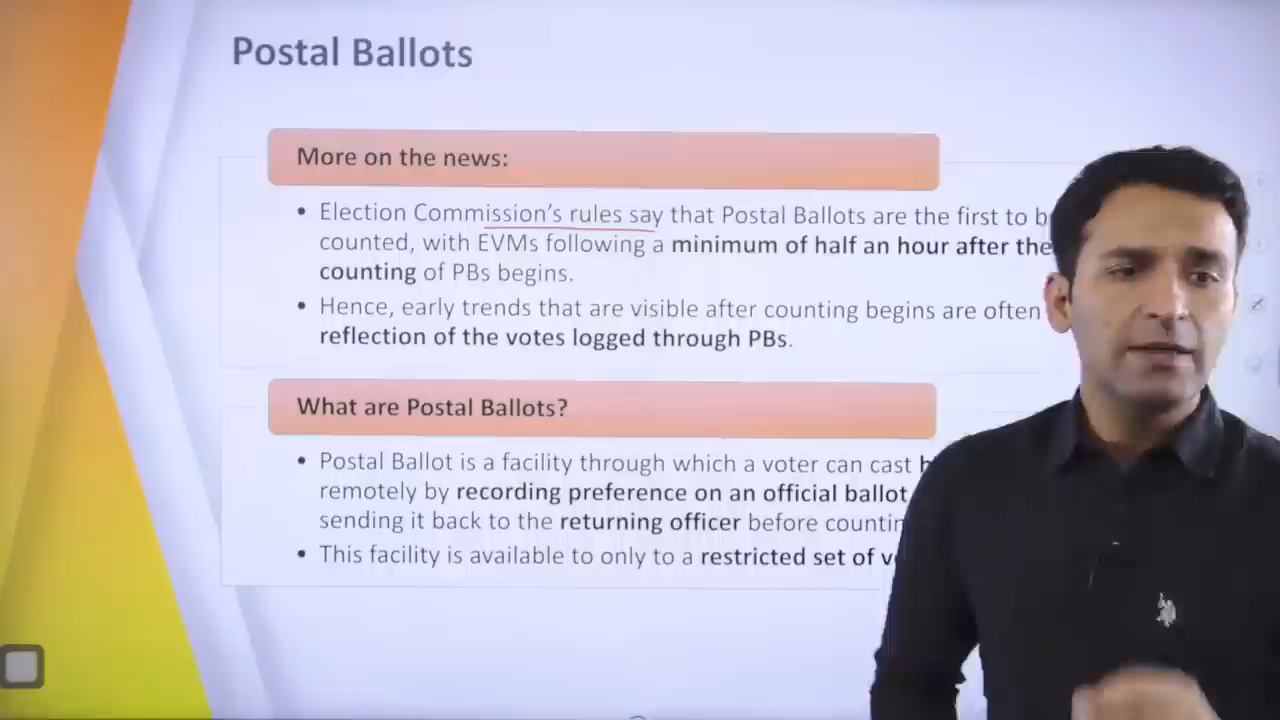 Postal Ballots
More on the news:
• Election Commission's rules say that Postal Ballots are the first to b
counted, with EVMs following a minimum of half an hour after the
counting of PBs begins.
• Hence, early trends that are visible after counting begins are often
reflection of the votes logged through PBs.
What are Postal Ballots?
• Postal Ballot is a facility through which a voter can cast
remotely by recording preference on an official ballot
sending it back to the returning officer before countin
• This facility is available to only to a restricted set of v